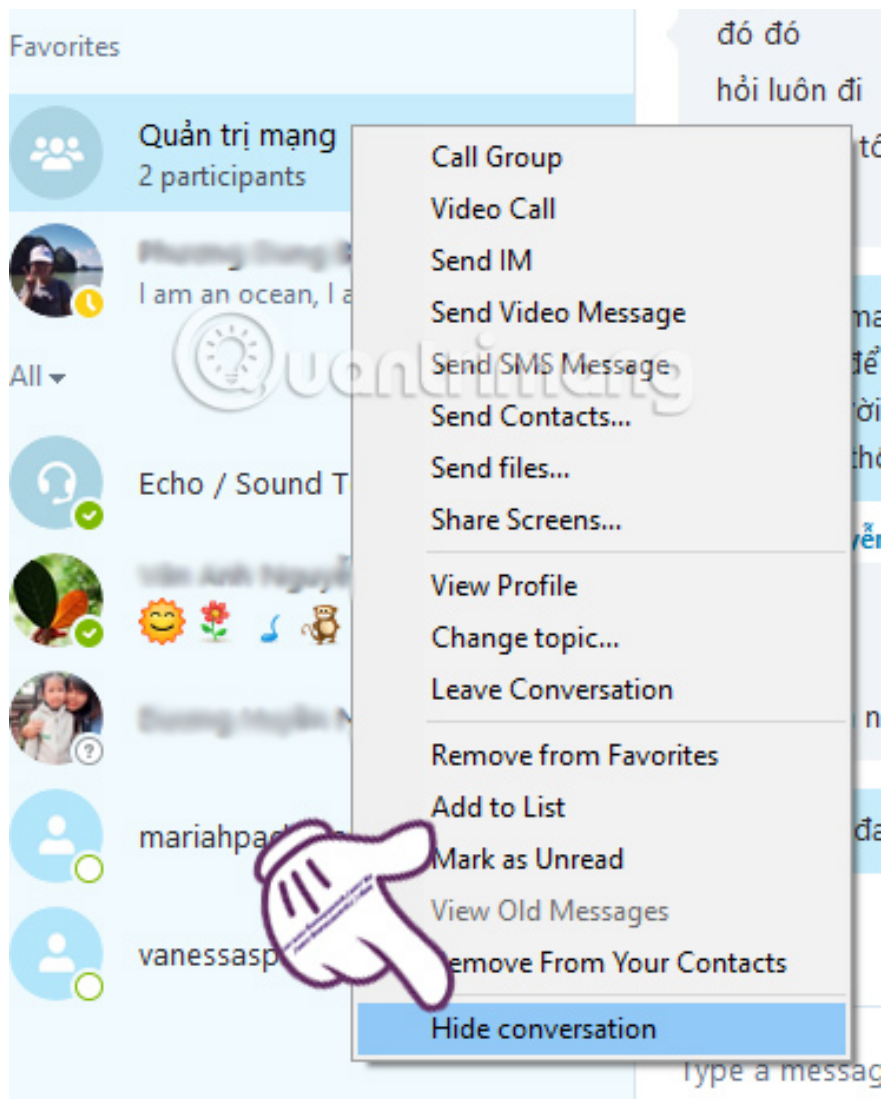 Favorites
Quản trị mạng
2 participants
I am an ocean, I a
All
Echo / Sound T
mariahpa
vanessasp
Call Group
Video Call
Send IM
Send Video Message
Send SMS Message
Send Contacts...
Send files...
Share Screens...
View Profile
Change topic...
Leave Conversation
Remove from Favorites
Add to List
Mark as Unread
View Old Messages
Remove From Your Contacts
Hide conversation
đó đó
hỏi luôn đi
Type a messag
Quantrimang